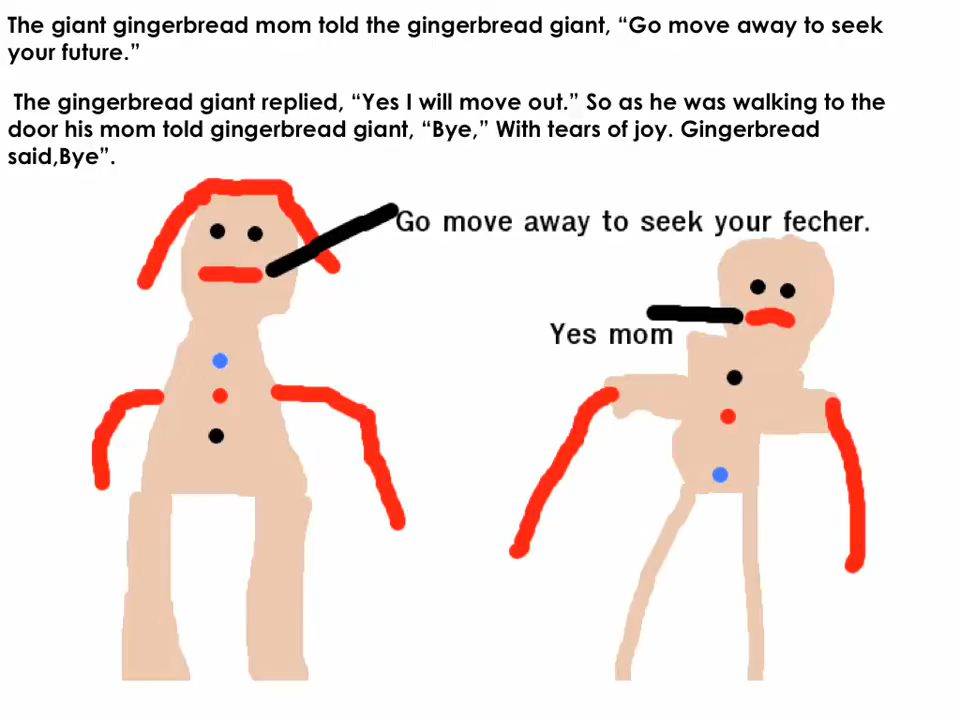 The giant gingerbread mom told the gingerbread giant, “Go move away to seek
your future.”
The gingerbread giant replied, “Yes I will move out.” So as he was walking to the
door his mom told gingerbread giant, “Bye,” With tears of joy. Gingerbread
said,Bye”.
Go move away to seek your fecher.
Yes mom